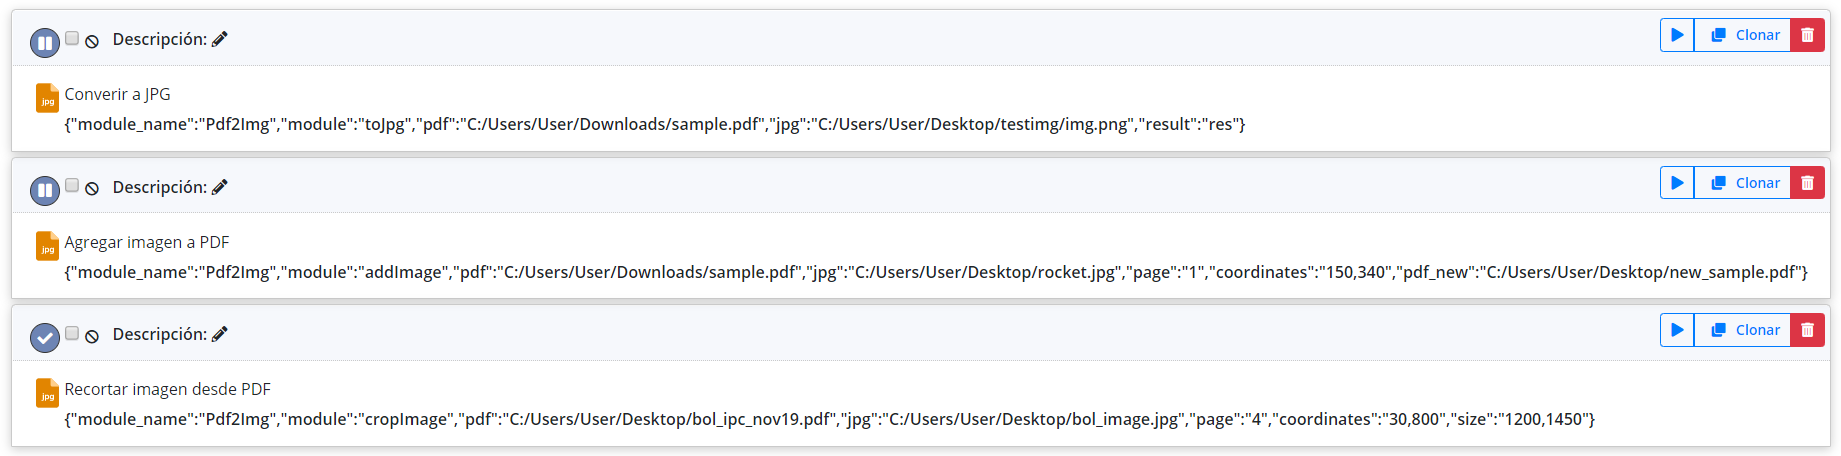 Descripción:
Clonar
jpg
Converir a JPG
{"module_name":"Pdf2Img","module":"toJpg","pdf":"C:/Users/User/Downloads/sample.pdf","jpg":"C:/Users/User/Desktop/testimg/img.png","result":"res"}
Descripción:
Clonar
jpg
Agregar imagen a PDF
{"module_name":"Pdf2Img","module":"addImage","pdf":"C:/Users/User/Downloads/sample.pdf","jpg":"C:/Users/User/Desktop/rocket.jpg","page":"1","coordinates":"150,340","pdf_new":"C:/Users/User/Desktop/new_sample.pdf"}
Descripción:
Clonar
jpg
Recortar imagen desde PDF
{"module_name":"Pdf2Img","module":"cropImage","pdf":"C:/Users/User/Desktop/bol_ipc_nov19.pdf","jpg":"C:/Users/User/Desktop/bol_image.jpg","page":"4","coordinates":"30,800","size":"1200,1450"}